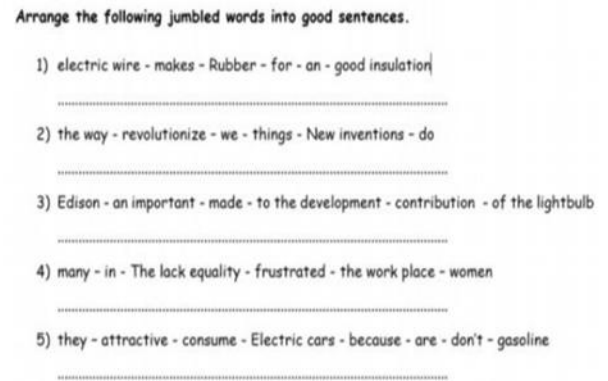 Arrange the following jumbled words into good sentences.
1) electric wire - makes - Rubber - for - an - good insulation
2) the way - revolutionize - we - things - New inventions - do
3) Edison - an important - made - to the development - contribution - of the lightbulb
4) many - in - The lack equality - frustrated - the work place - women
5) they - attractive - consume - Electric cars - because - are - don't - gasoline